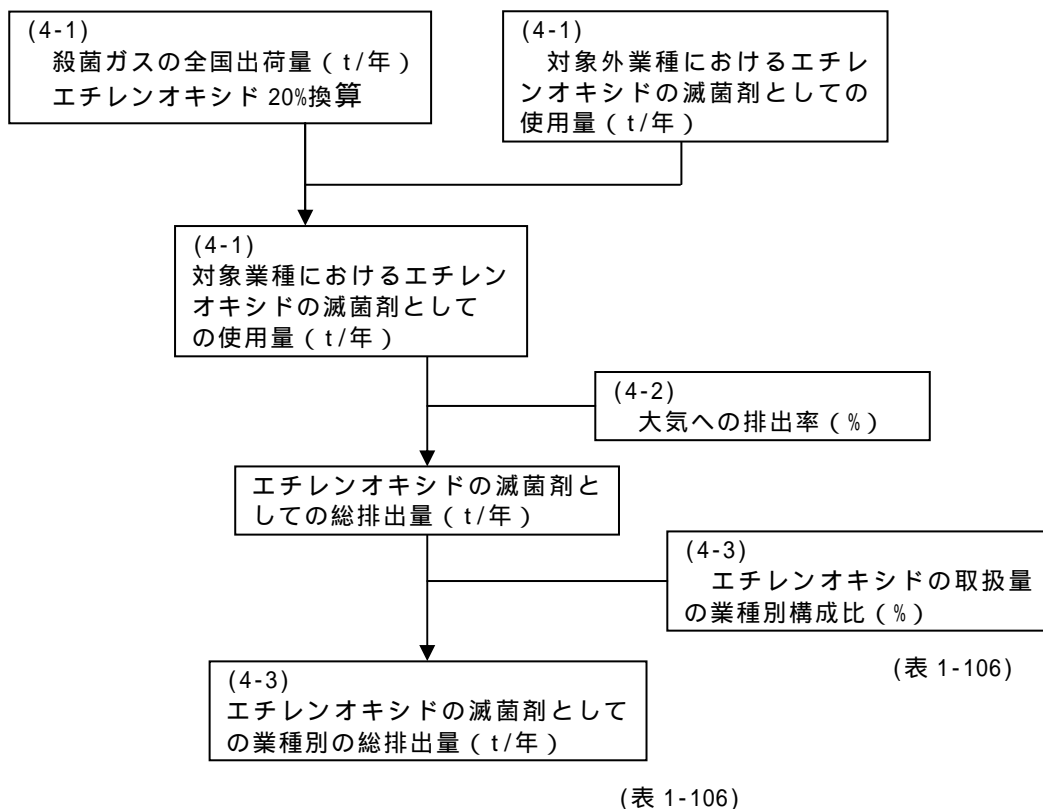 (4-1)
殺菌ガスの全国出荷量（t/年）
エチレンオキシド 20%換算
(4-1)
対象外業種におけるエチレ
ンオキシドの滅菌剤としての
使用量（t/年）
(4-1)
対象業種におけるエチレン
オキシドの滅菌剤として
の使用量（t/年）
(4-2)
大気への排出率（%）
エチレンオキシドの滅菌剤と
しての総排出量（t/年）
(4-3)
エチレンオキシドの取扱量
の業種別構成比（%）
(表 1-106)
(4-3)
エチレンオキシドの滅菌剤として
の業種別の総排出量（t/年）
(表 1-106)